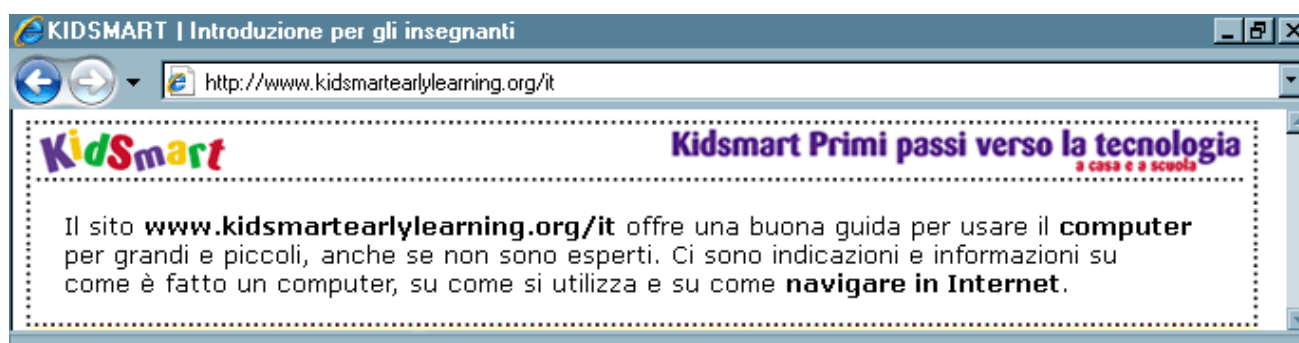 KIDSMART | Introduzione per gli insegnanti
http://www.kidsmartearlylearning.org/it
KidSmart
Kidsmart Primi passi verso la tecnologia
a casa e a scuola
Il sito www.kidsmartearlylearning.org/it offre una buona guida per usare il computer
per grandi e piccoli, anche se non sono esperti. Ci sono indicazioni e informazioni su
come è fatto un computer, su come si utilizza e su come navigare in Internet.